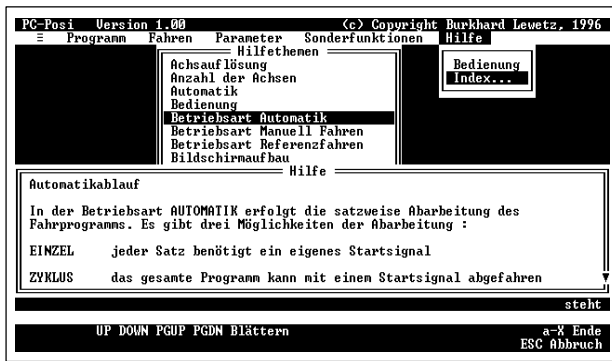 PC-Posi Version 1.00 (c) Copyright Burkhard Lewetz, 1996
≡ Programm Fahren Parameter Sonderfunktionen Hilfe
Hilfethemen
Achsauflösung
Anzahl der Achsen
Automatik
Bedienung
Betriebsart Automatik
Betriebsart Manuell Fahren
Betriebsart Referenzfahren
Bildschirmaufbau
Bedienung
Index...
Hilfe
Automatikablauf
In der Betriebsart AUTOMATIK erfolgt die satzweise Abarbeitung des
Fahrprogramms. Es gibt drei Möglichkeiten der Abarbeitung :
EINZEL jeder Satz benötigt ein eigenes Startsignal
ZYKLUS das gesamte Programm kann mit einem Startsignal abgefahren
steht
UP DOWN PGUP PGDN Blättern a-X Ende
ESC Abbruch